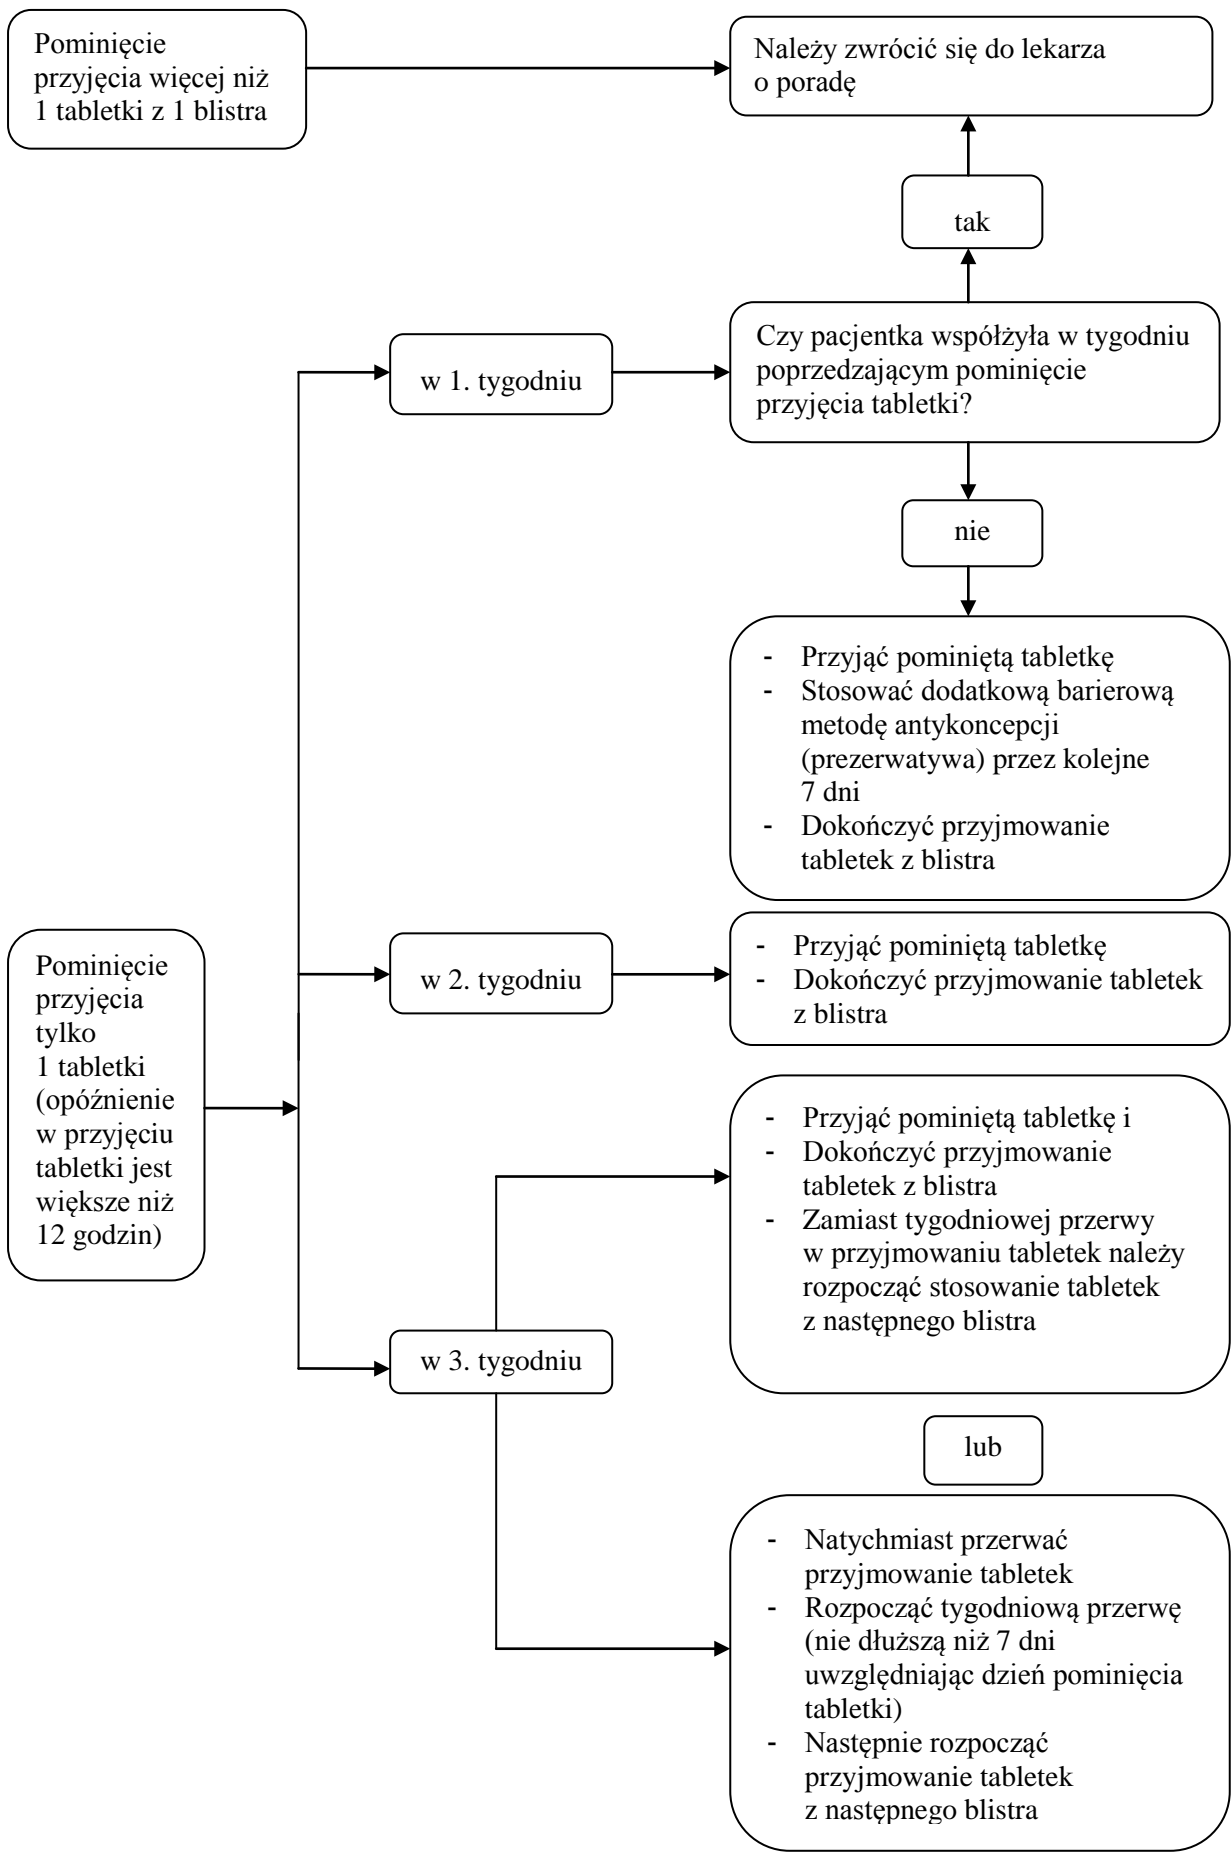 Pominięcie
przyjęcia więcej niż
1 tabletki z 1 blistra
Należy zwrócić się do lekarza
o poradę
tak
w 1. tygodniu
Czy pacjentka współżyła w tygodniu
poprzedzającym pominięcie
przyjęcia tabletki?
nie
- Przyjąć pominiętą tabletkę
- Stosować dodatkową barierową
metodę antykoncepcji
(prezerwatywa) przez kolejne
7 dni
- Dokończyć przyjmowanie
tabletek z blistra
Pominięcie
przyjęcia
tylko
1 tabletki
(opóźnienie
w przyjęciu
tabletki jest
większe niż
12 godzin)
w 2. tygodniu
- Przyjąć pominiętą tabletkę
- Dokończyć przyjmowanie tabletek
z blistra
w 3. tygodniu
- Przyjąć pominiętą tabletkę i
- Dokończyć przyjmowanie
tabletek z blistra
- Zamiast tygodniowej przerwy
w przyjmowaniu tabletek należy
rozpocząć stosowanie tabletek
z następnego blistra
lub
- Natychmiast przerwać
przyjmowanie tabletek
- Rozpocząć tygodniową przerwę
(nie dłuższą niż 7 dni
uwzględniając dzień pominięcia
tabletki)
- Następnie rozpocząć
przyjmowanie tabletek
z następnego blistra